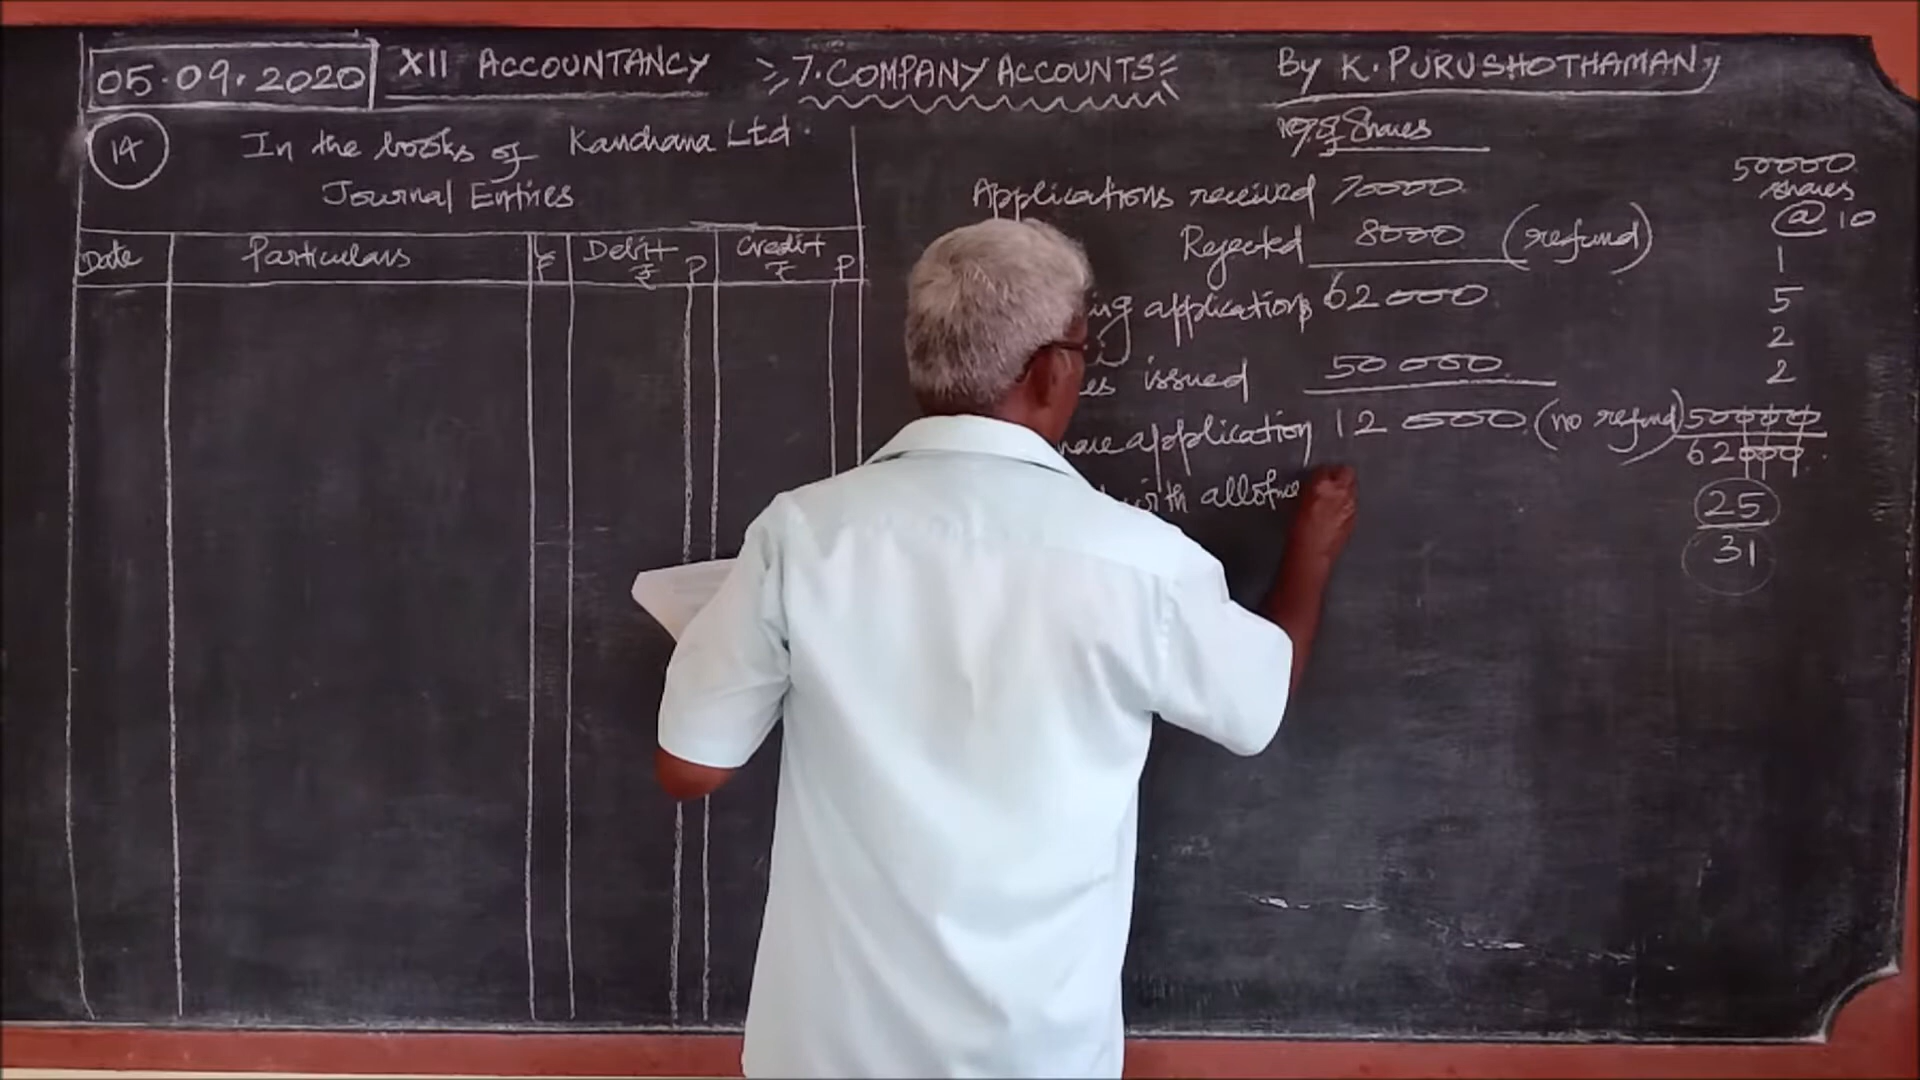 05.09.2020 XII ACCOUNTANCY 7. COMPANY ACCOUNTS By K. PURUSHOTHAMAN
14 In the books of Kanchana Ltd.
Journal Entries
Date Particulars Debit ₹ P Credit ₹ P
of Shares
Applications received 70000
Rejected 8000 (refund)
applications 62000
issued 50000
application 12000 (no refund)
with
50000
shares
@ 10
1
5
2
2
50000
62000
25
31